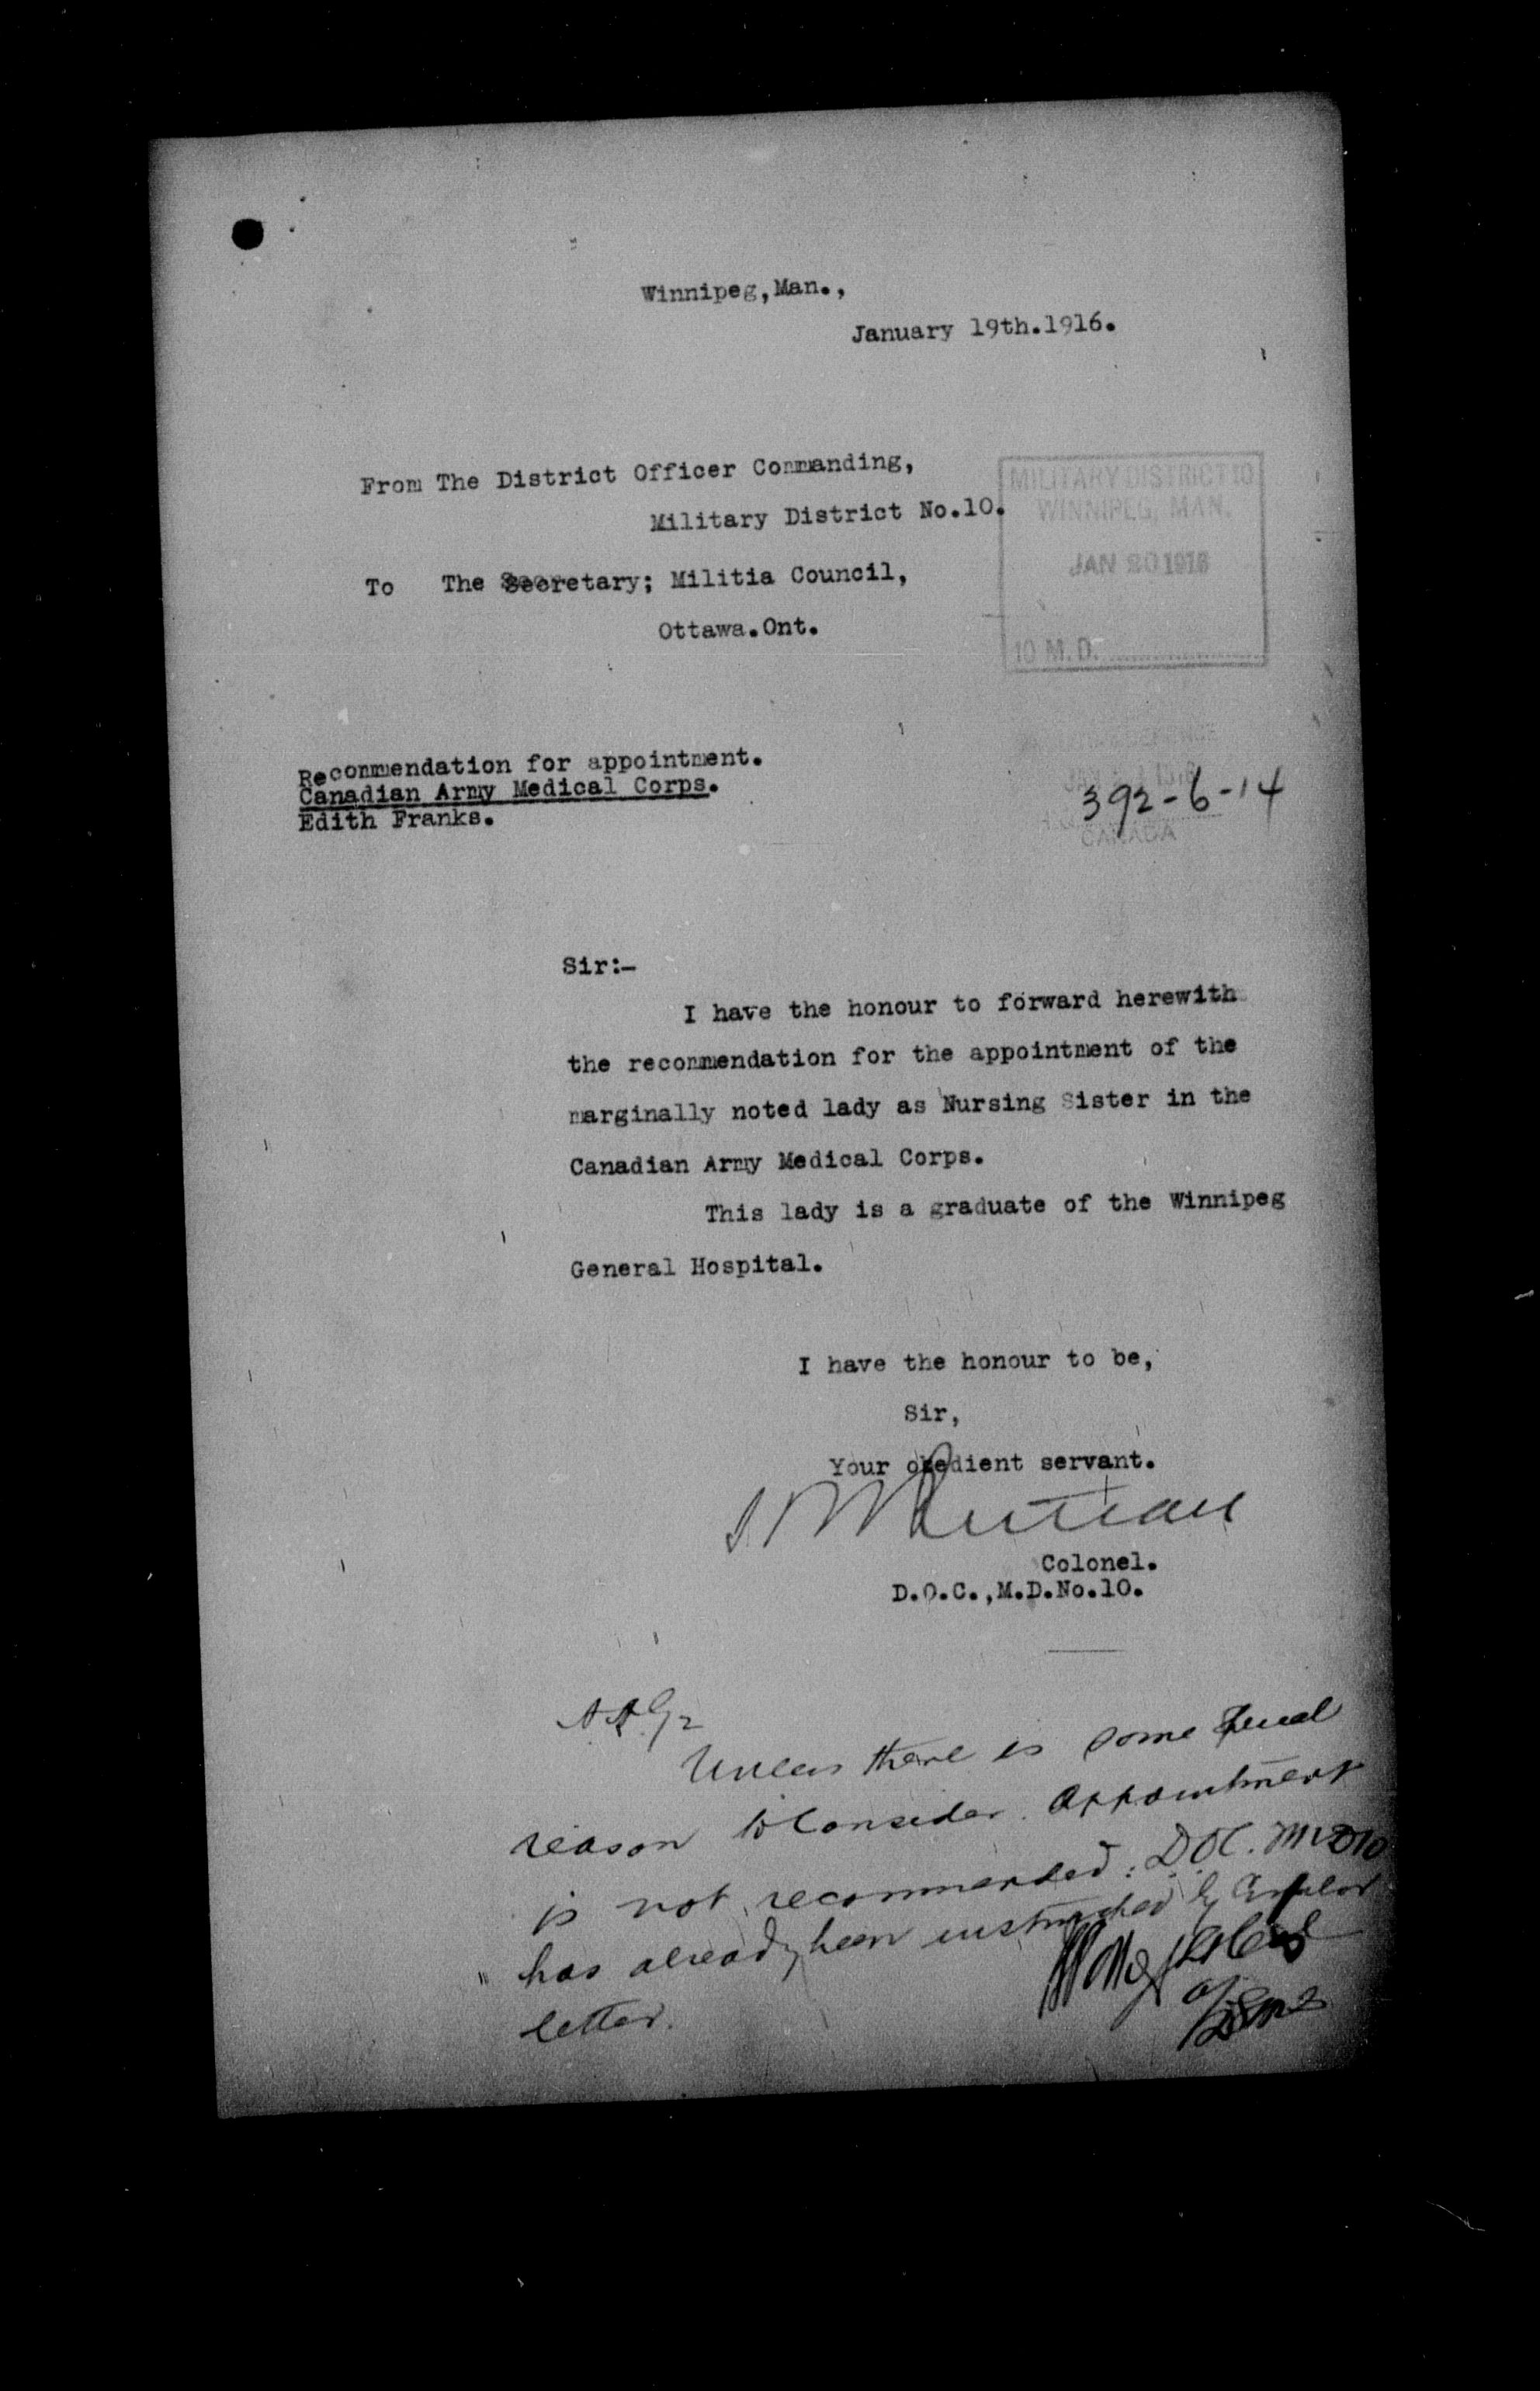 Winnipeg,Man.,
January 19th.1916.
From The District Officer Commanding,
Military District No.10.
MILITARY DISTRICT 10
WINNIPEG, MAN.
JAN 20 1916
10 M.D.
To The Secretary; Militia Council,
Ottawa.Ont.
Recommendation for appointment.
Canadian Army Medical Corps.
Edith Franks.
392-6-14
CANADA
Sir:-
I have the honour to forward herewith
the recommendation for the appointment of the
marginally noted lady as Nursing Sister in the
Canadian Army Medical Corps.
This lady is a graduate of the Winnipeg
General Hospital.
I have the honour to be,
Sir,
Your obedient servant.
Colonel.
D.O.C.,M.D.No.10.
A.A.G2
Unless there is some
reason to Consider Appointment
is not recommended. DOC. MD 10
has already been instructed by
letter.